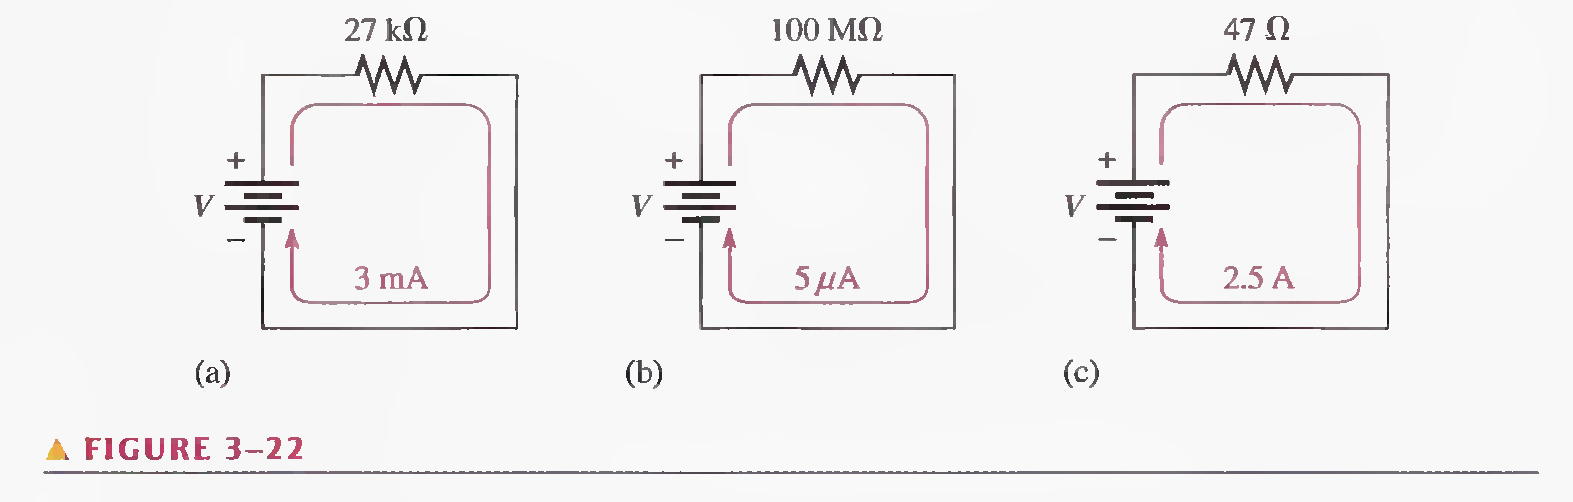 27 kΩ 100 MΩ 47 Ω
+ + +
V V V
− − −
3 mA 5 μA 2.5 A
(a) (b) (c)
▲ FIGURE 3–22